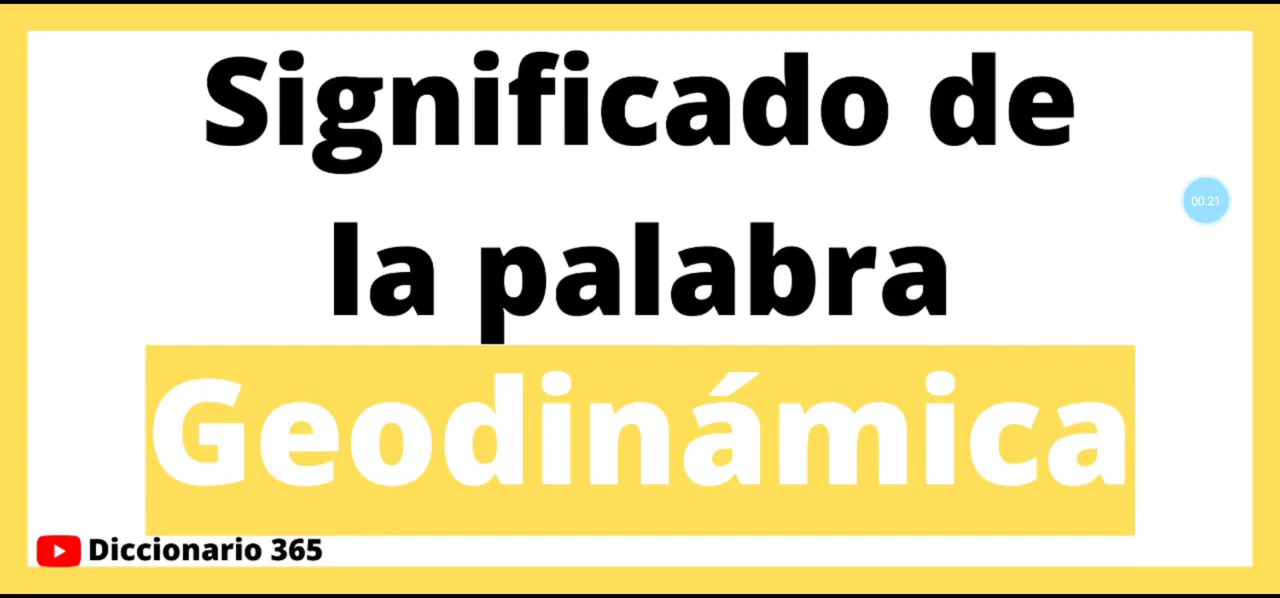 Significado de
00:21
la palabra
Geodinámica
Diccionario 365